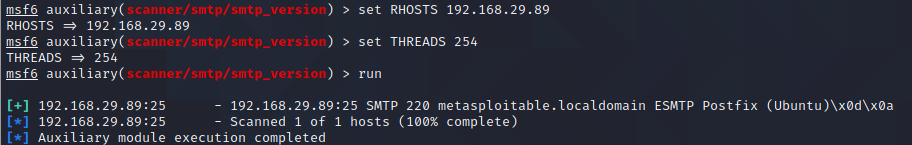 msf6 auxiliary(scanner/smtp/smtp_version) > set RHOSTS 192.168.29.89
RHOSTS => 192.168.29.89
msf6 auxiliary(scanner/smtp/smtp_version) > set THREADS 254
THREADS => 254
msf6 auxiliary(scanner/smtp/smtp_version) > run
[+] 192.168.29.89:25 - 192.168.29.89:25 SMTP 220 metasploitable.localdomain ESMTP Postfix (Ubuntu)\x0d\x0a
[*] 192.168.29.89:25 - Scanned 1 of 1 hosts (100% complete)
[*] Auxiliary module execution completed